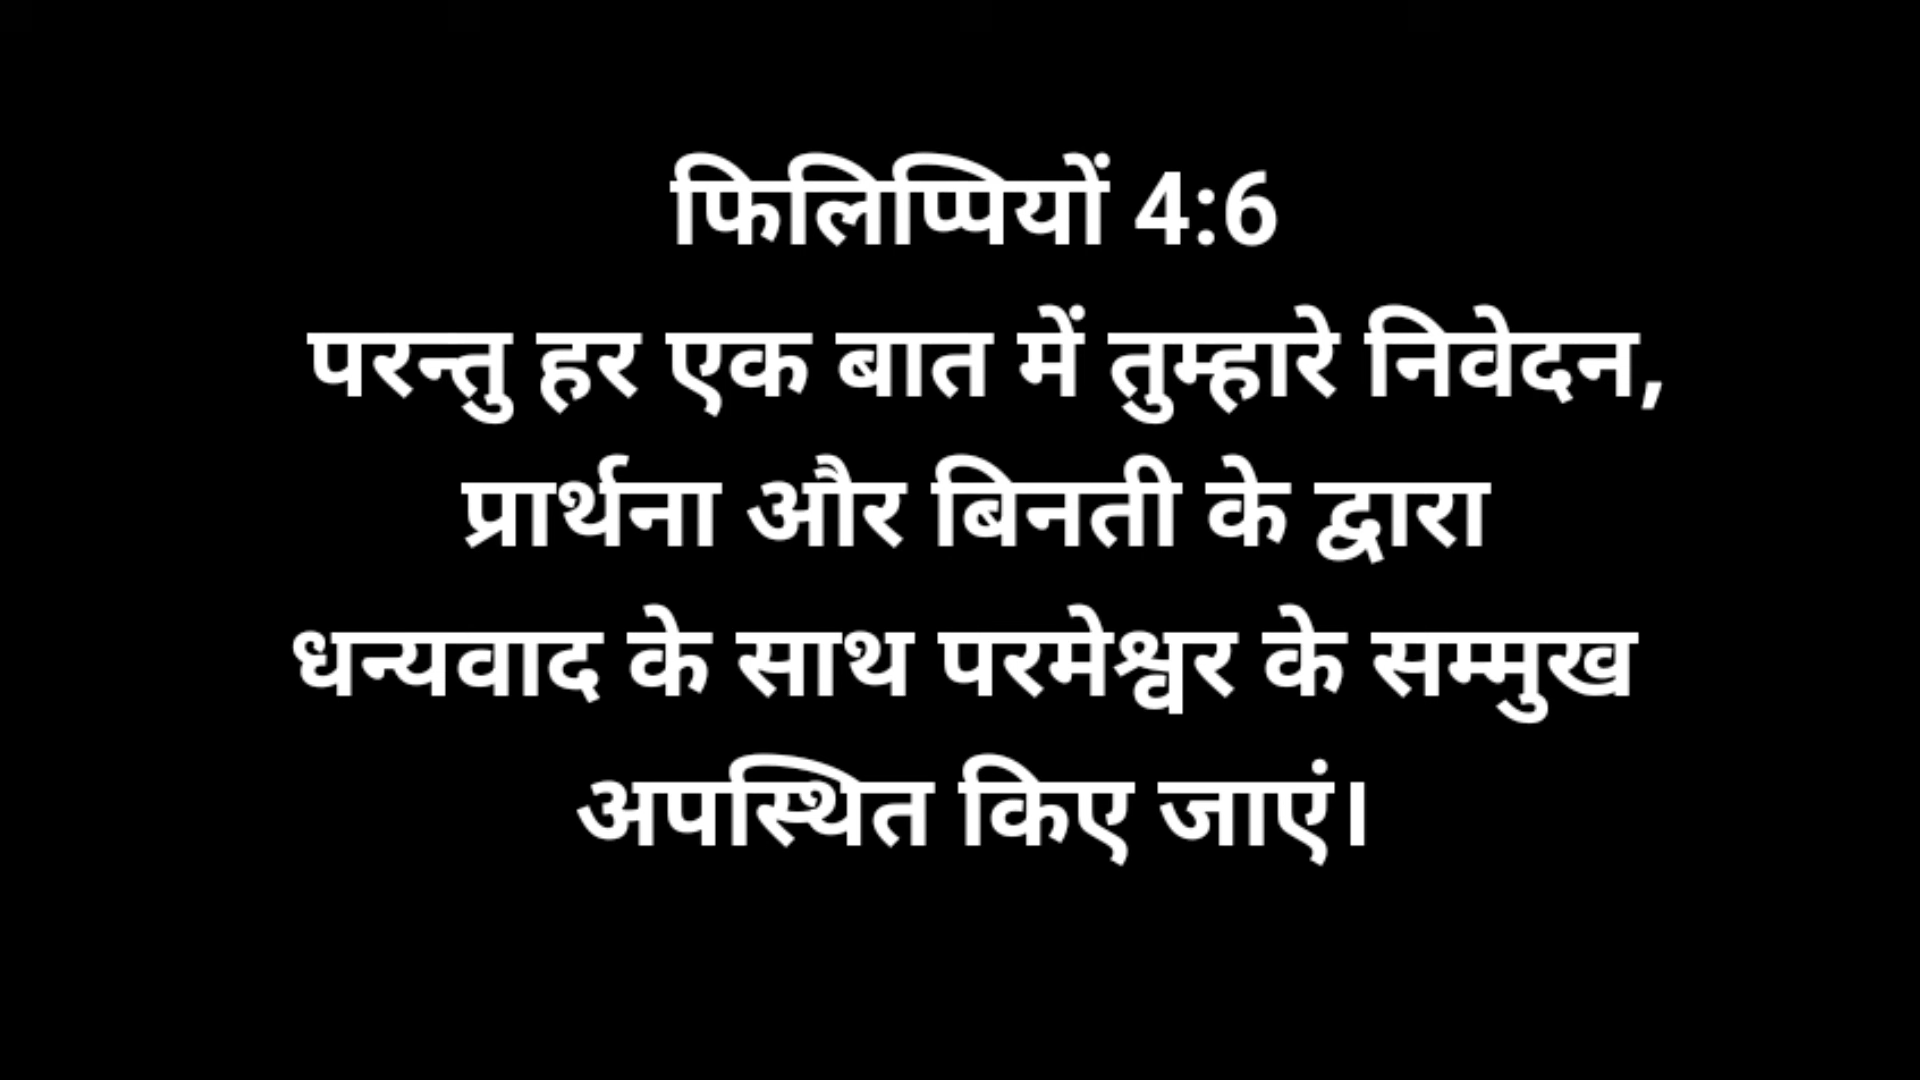 फिलिप्पियों 4:6
परन्तु हर एक बात में तुम्हारे निवेदन,
प्रार्थना और बिनती के द्वारा
धन्यवाद के साथ परमेश्वर के सम्मुख
अपस्थित किए जाएं।